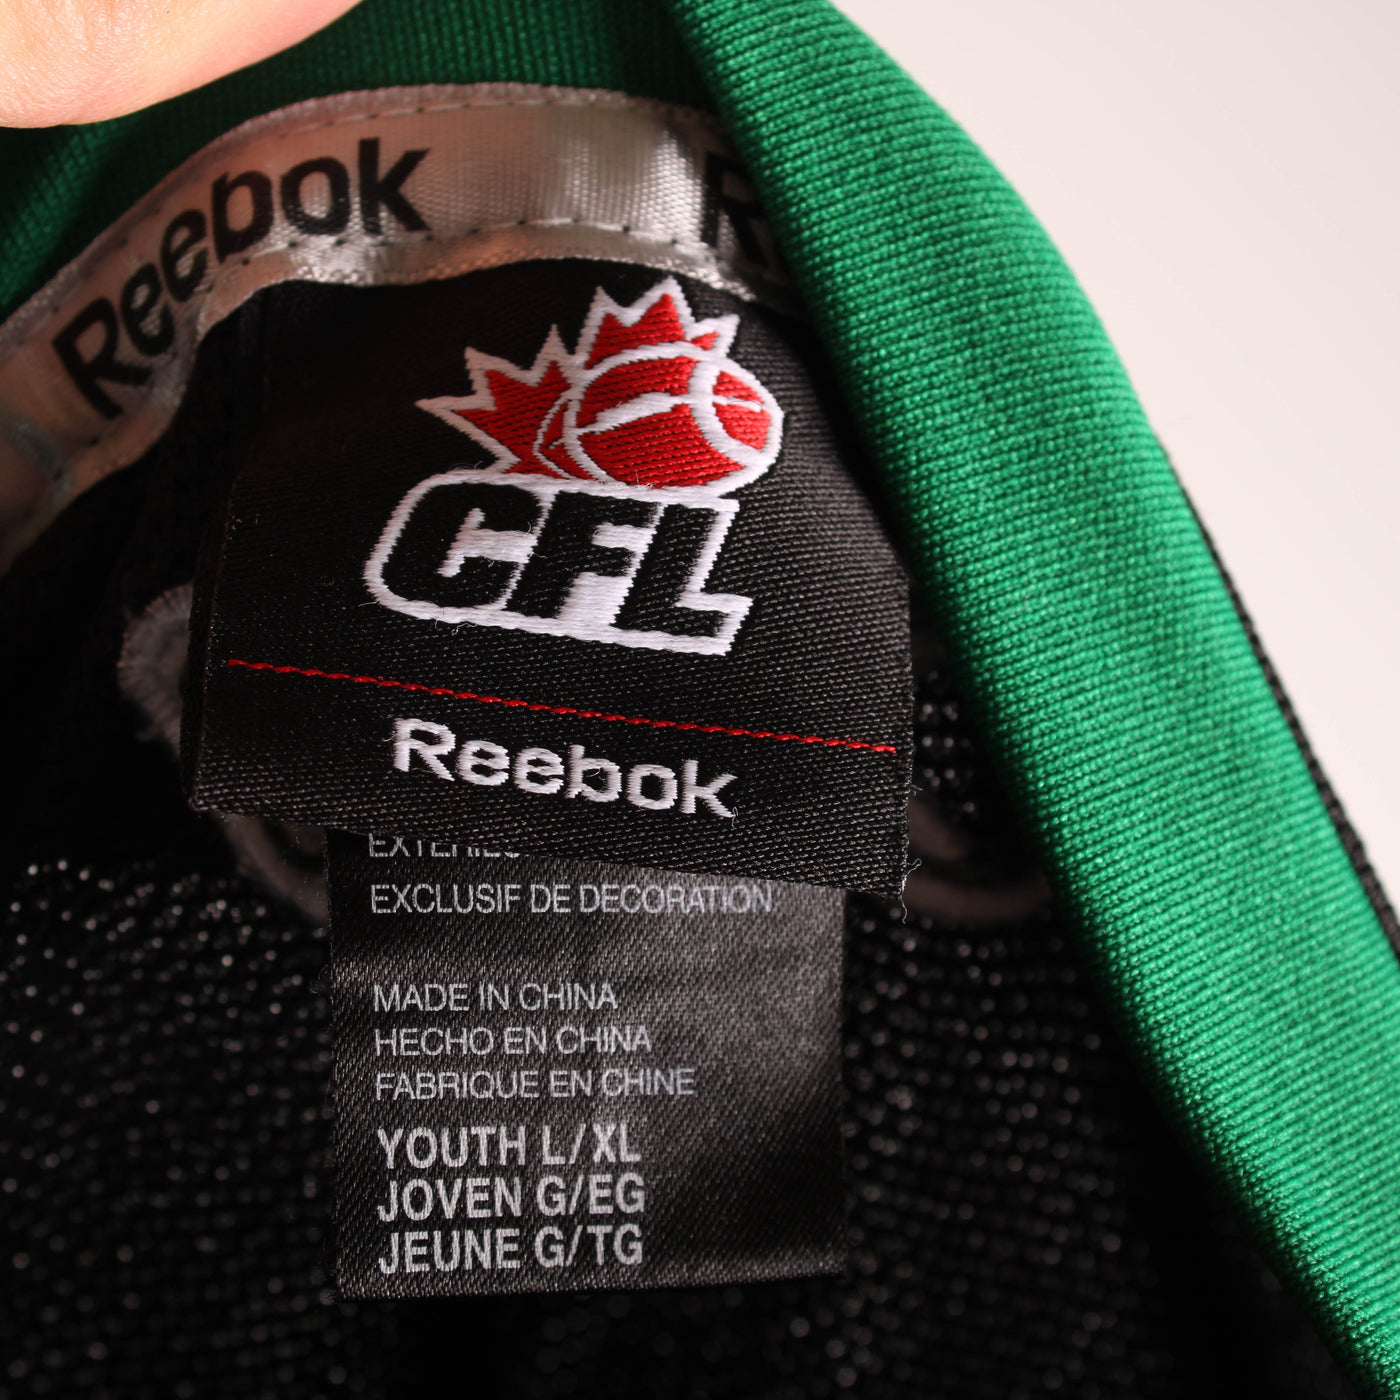 Reebok
CFL
Reebok
EXCLUSIF DE DECORATION
MADE IN CHINA
HECHO EN CHINA
FABRIQUE EN CHINE
YOUTH L/XL
JOVEN G/EG
JEUNE G/TG